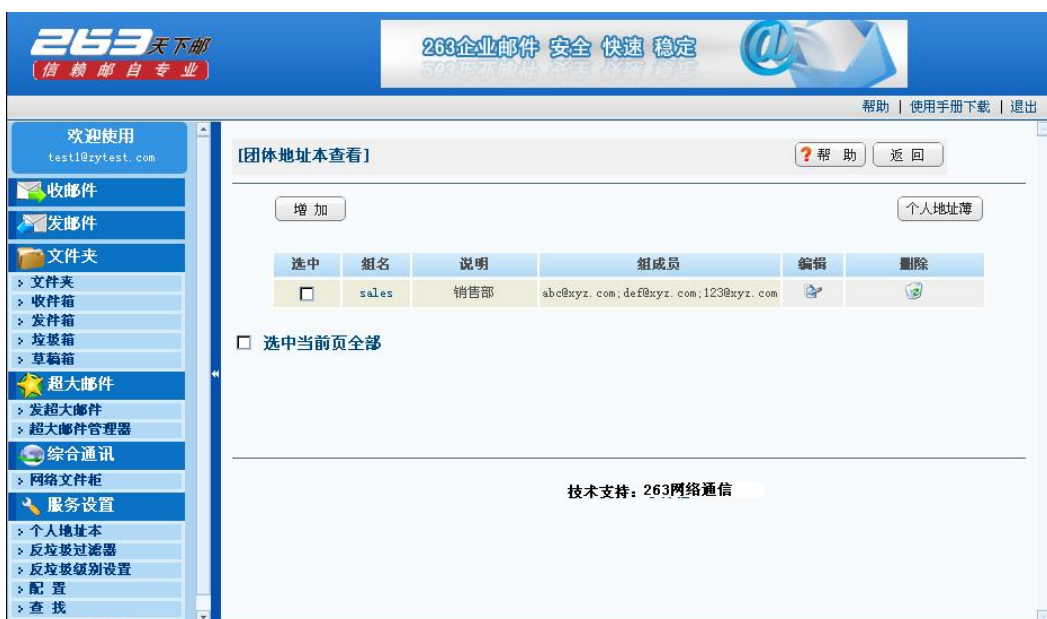 263天下邮
信赖邮自专业
263企业邮件 安全 快速 稳定
帮助 | 使用手册下载 | 退出
欢迎使用
test1@zytest.com
收邮件
发邮件
文件夹
文件夹
收件箱
发件箱
垃圾箱
草稿箱
超大邮件
发超大邮件
超大邮件管理器
综合通讯
网络文件柜
服务设置
个人地址本
反垃圾过滤器
反垃圾级别设置
配 置
查 找
[团体地址本查看]
帮 助 返 回
增 加 个人地址薄
选中 组名 说明 组成员 编辑 删除
sales 销售部 abc@xyz.com;def@xyz.com;123@xyz.com
选中当前页全部
技术支持：263网络通信